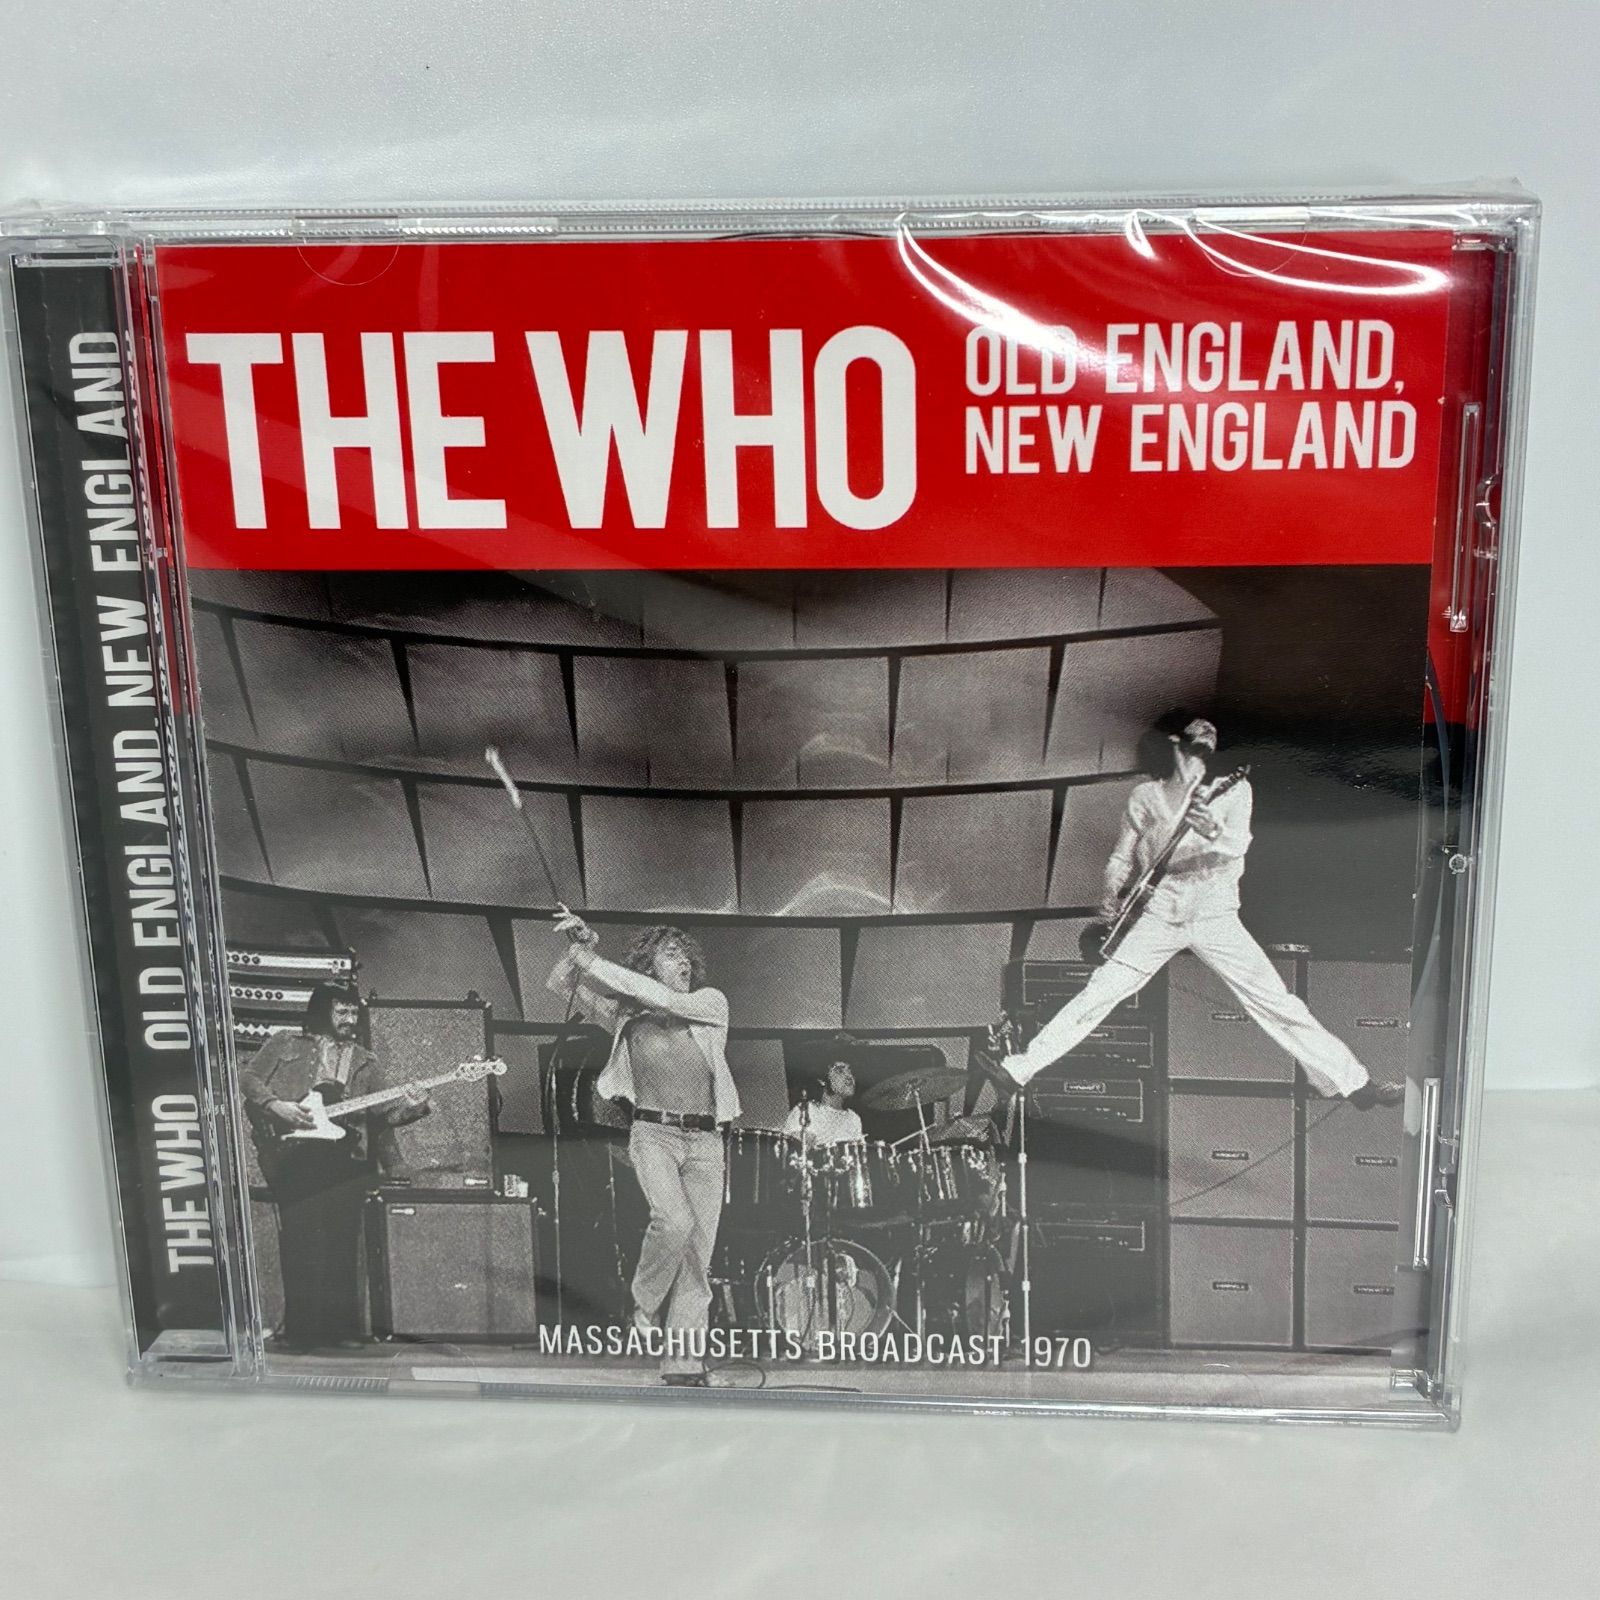 THE WHO
OLD ENGLAND,
NEW ENGLAND
MASSACHUSETTS BROADCAST 1970
THE WHO OLD ENGLAND, NEW ENGLAND